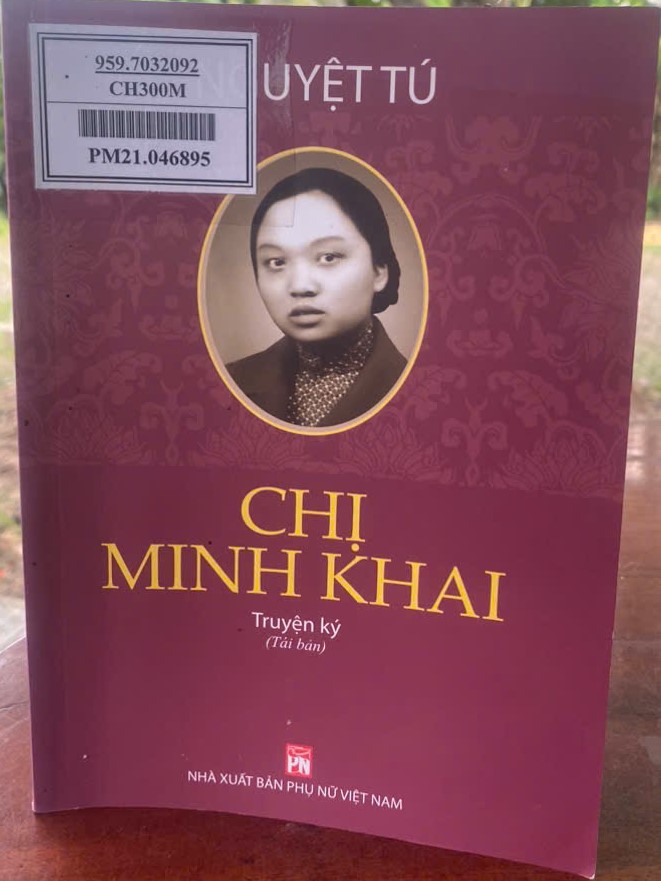 959.7032092
CH300M
PM21.046895
UYỆT TÚ
CHỊ
MINH KHAI
Truyện ký
(Tái bản)
PN
NHÀ XUẤT BẢN PHỤ NỮ VIỆT NAM